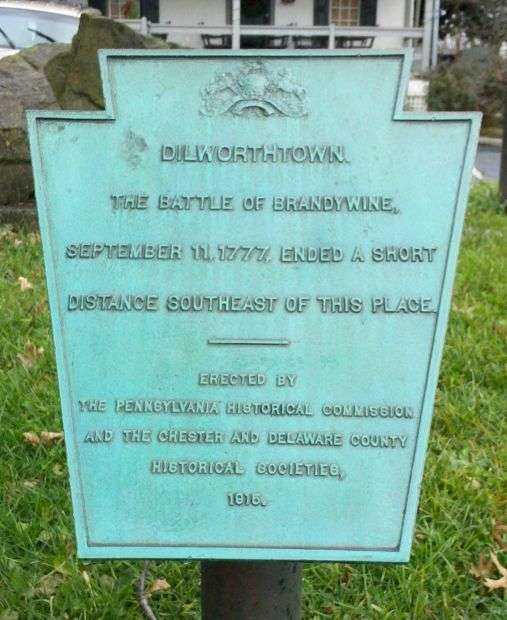 DILWORTHTOWN.
THE BATTLE OF BRANDYWINE,
SEPTEMBER 11, 1777, ENDED A SHORT
DISTANCE SOUTHEAST OF THIS PLACE.
ERECTED BY
THE PENNSYLVANIA HISTORICAL COMMISSION
AND THE CHESTER AND DELAWARE COUNTY
HISTORICAL SOCIETIES,
1915.